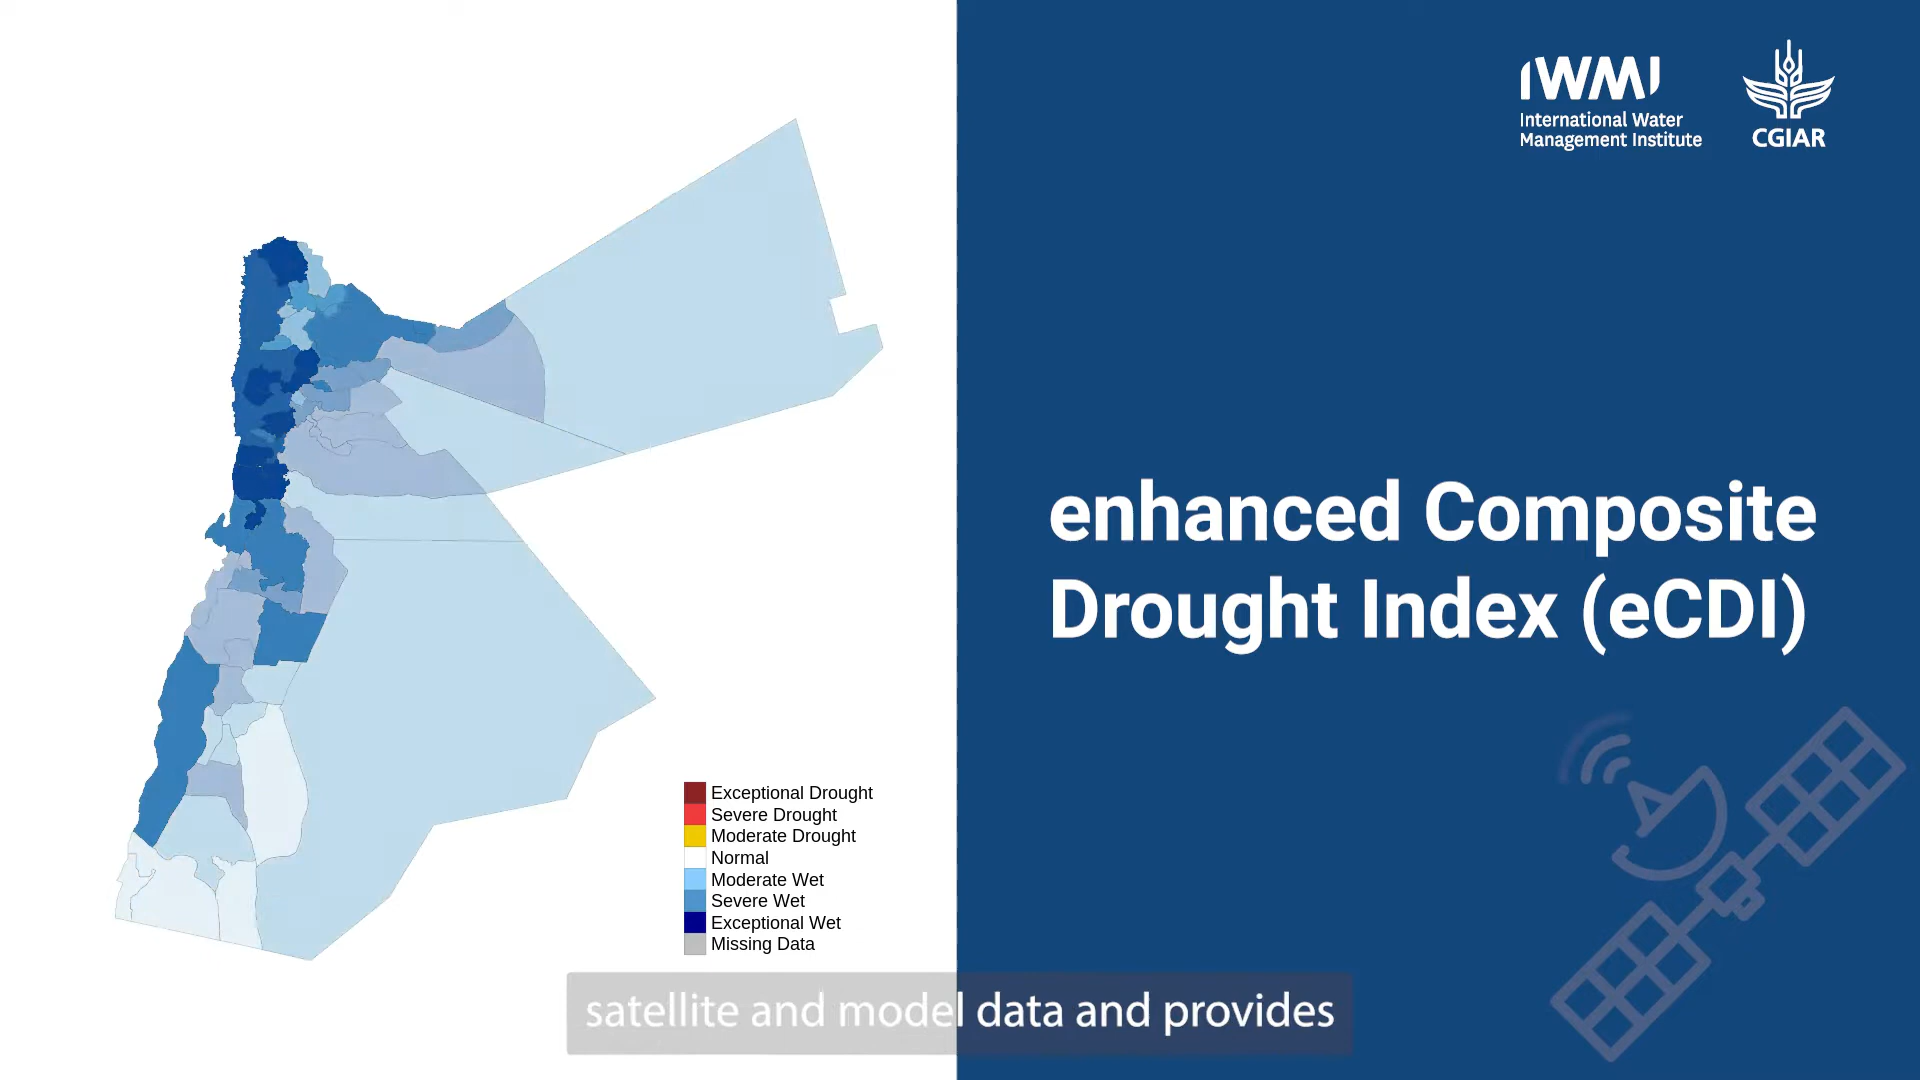 IWMI
International Water
Management Institute
CGIAR
enhanced Composite
Drought Index (eCDI)
Exceptional Drought
Severe Drought
Moderate Drought
Normal
Moderate Wet
Severe Wet
Exceptional Wet
Missing Data
satellite and model data and provides